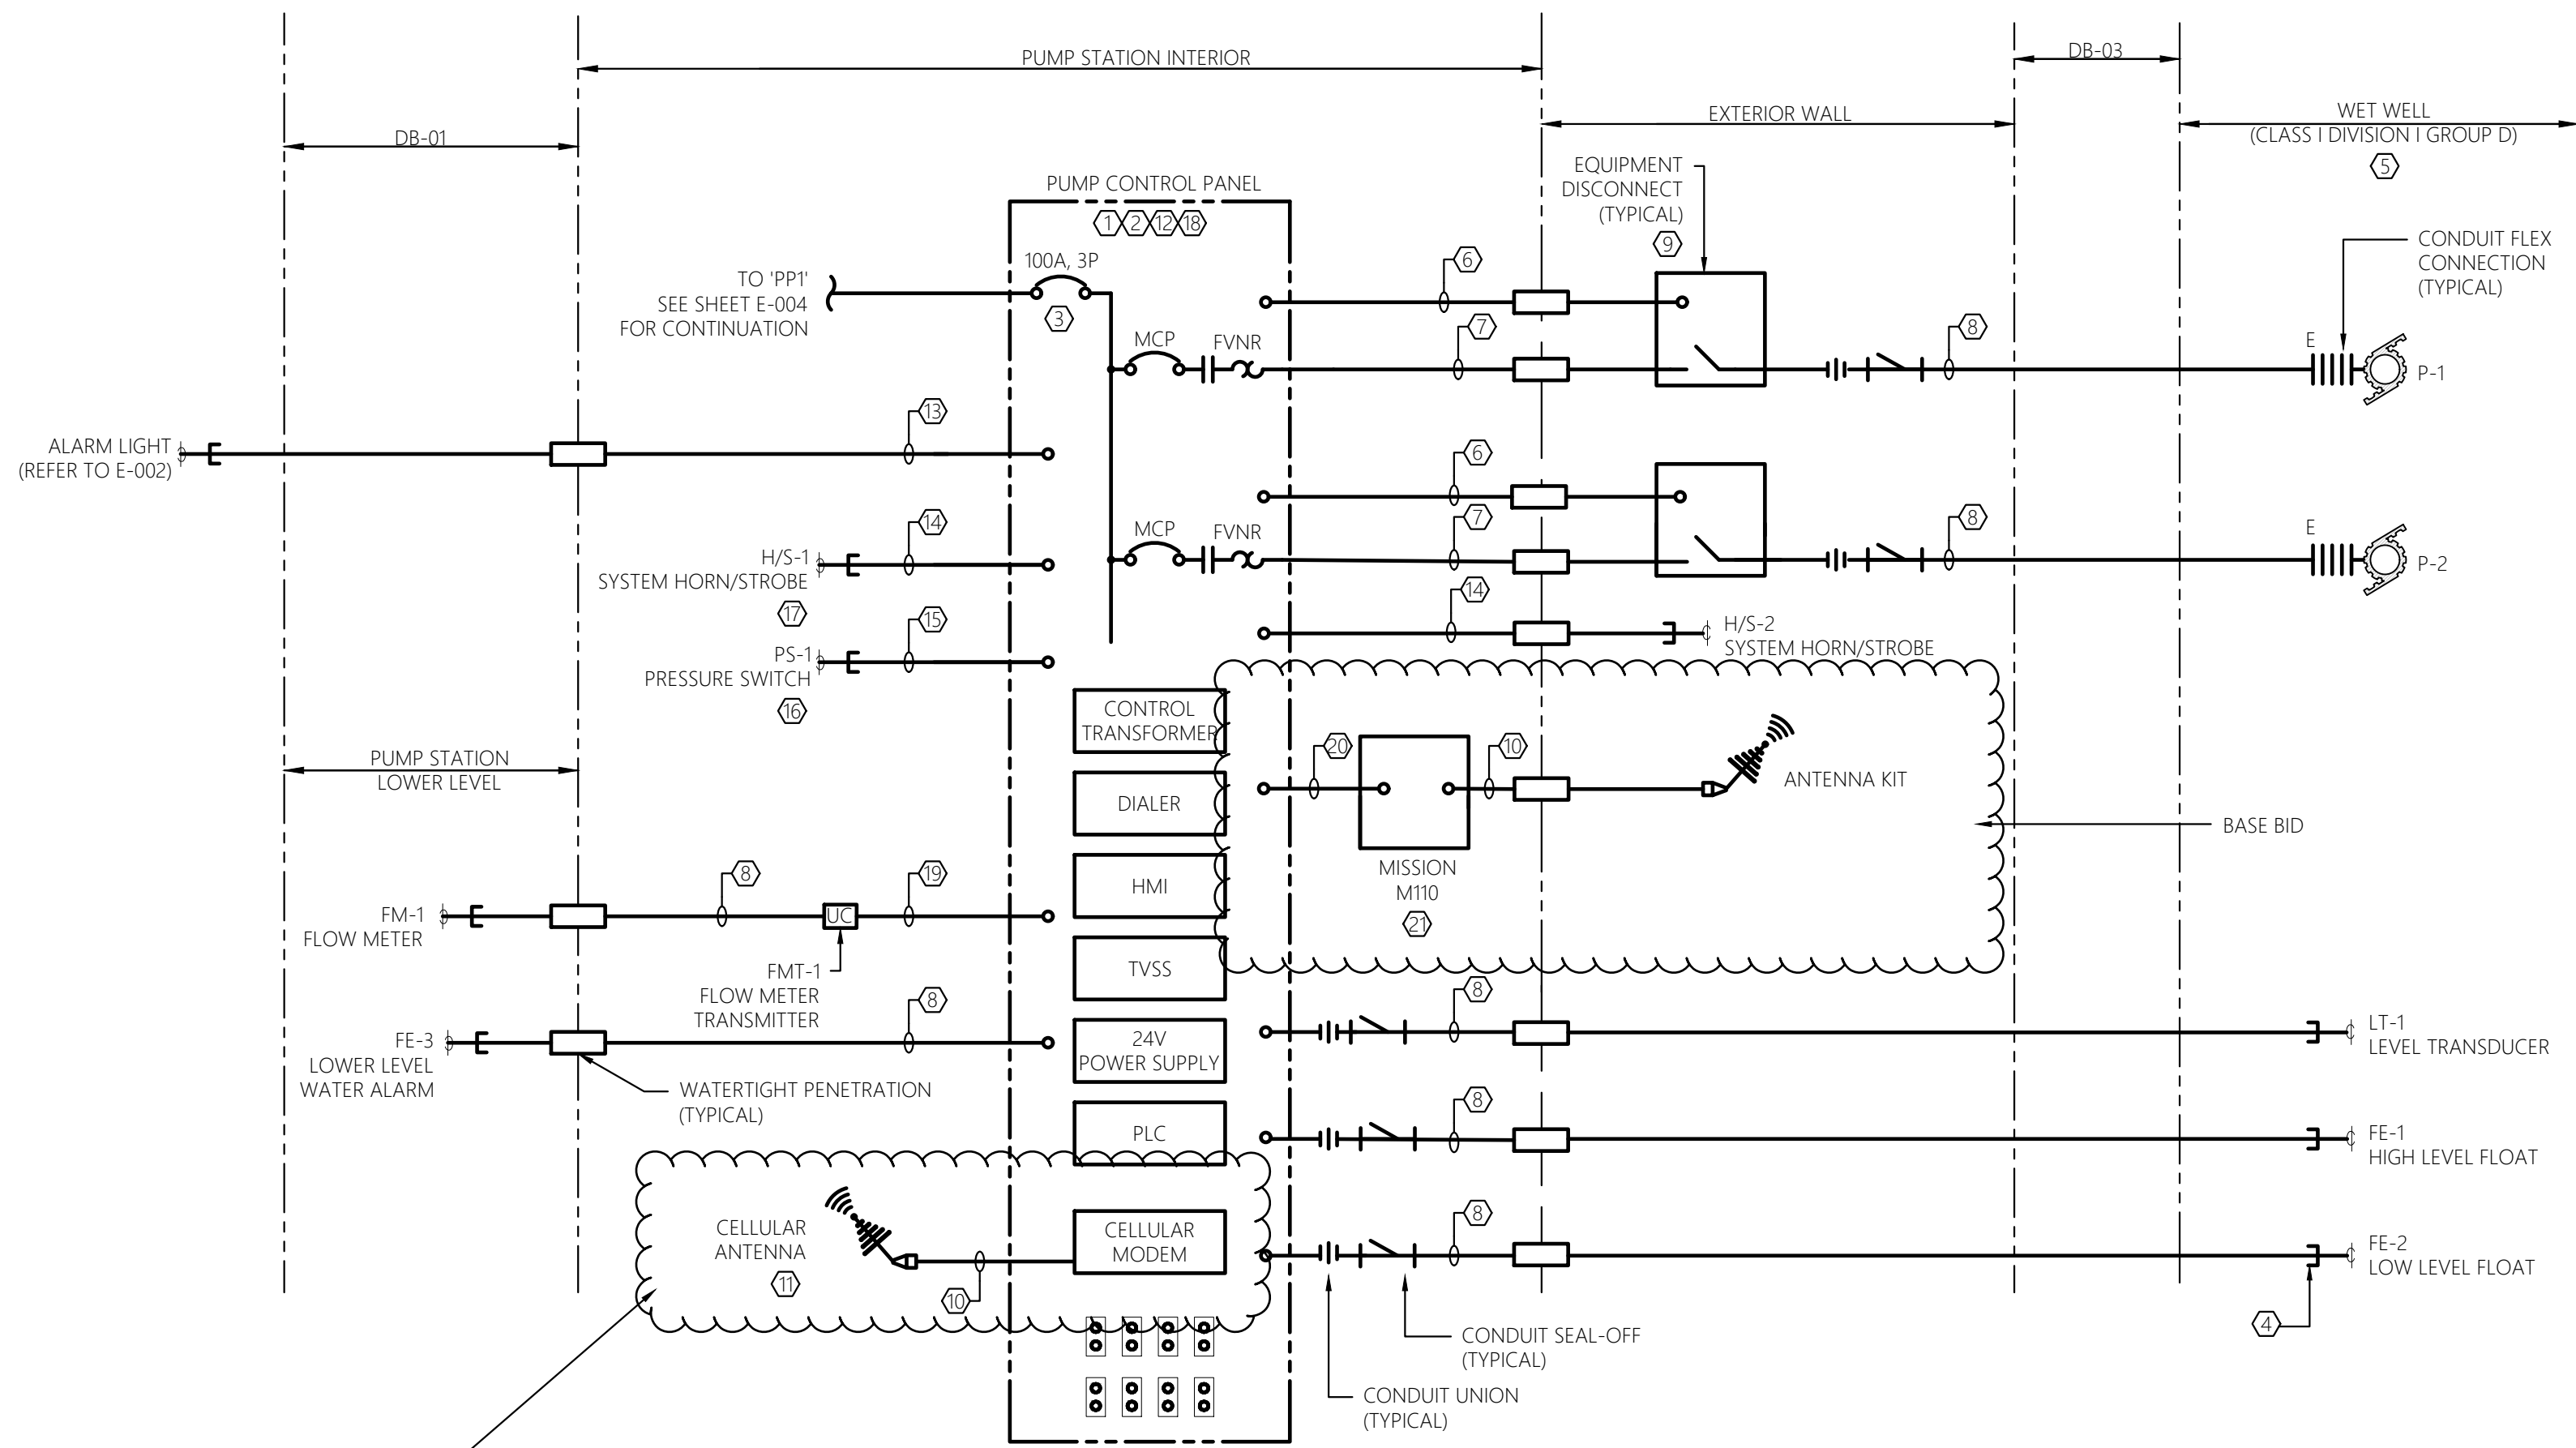 PUMP STATION INTERIOR
DB-03
DB-01
EXTERIOR WALL
WET WELL
(CLASS I DIVISION I GROUP D)
5
PUMP CONTROL PANEL
1
2
12
18
EQUIPMENT
DISCONNECT
(TYPICAL)
9
CONDUIT FLEX
CONNECTION
(TYPICAL)
TO 'PP1'
SEE SHEET E-004
FOR CONTINUATION
100A, 3P
3
6
7
MCP
FVNR
8
E
P-1
ALARM LIGHT
(REFER TO E-002)
13
6
7
MCP
FVNR
8
E
P-2
H/S-1
SYSTEM HORN/STROBE
17
14
14
H/S-2
SYSTEM HORN/STROBE
PS-1
PRESSURE SWITCH
16
15
PUMP STATION
LOWER LEVEL
CONTROL
TRANSFORMER
DIALER
HMI
TVSS
24V
POWER SUPPLY
PLC
20
10
MISSION
M110
21
ANTENNA KIT
BASE BID
FM-1
FLOW METER
8
UC
19
FMT-1
FLOW METER
TRANSMITTER
FE-3
LOWER LEVEL
WATER ALARM
8
WATERTIGHT PENETRATION
(TYPICAL)
8
LT-1
LEVEL TRANSDUCER
8
FE-1
HIGH LEVEL FLOAT
CELLULAR
ANTENNA
11
10
CELLULAR
MODEM
8
FE-2
LOW LEVEL FLOAT
4
CONDUIT SEAL-OFF
(TYPICAL)
CONDUIT UNION
(TYPICAL)